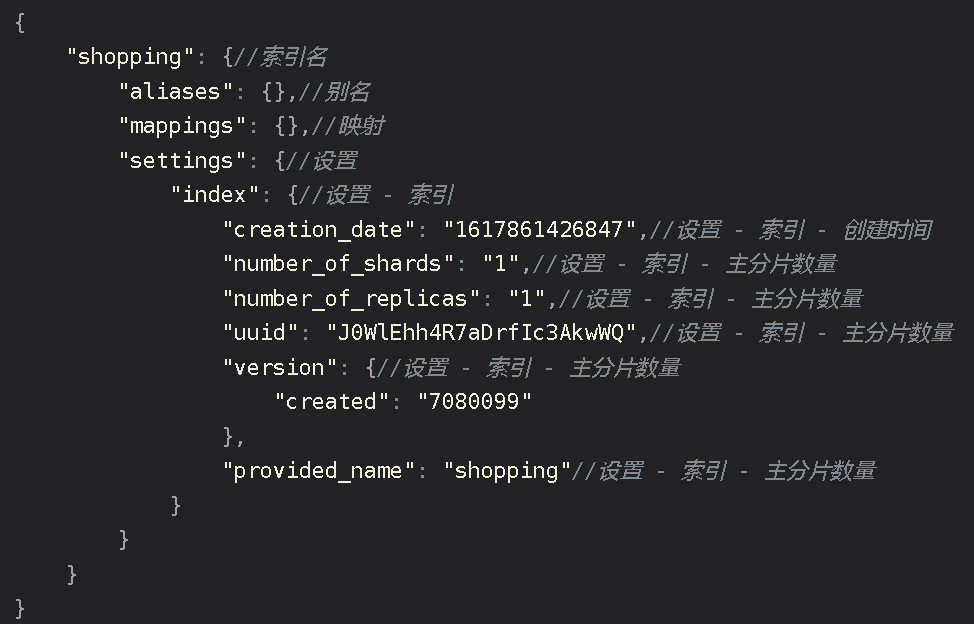 {
    "shopping": {//索引名
        "aliases": {},//别名
        "mappings": {},//映射
        "settings": {//设置
            "index": {//设置 - 索引
                "creation_date": "1617861426847",//设置 - 索引 - 创建时间
                "number_of_shards": "1",//设置 - 索引 - 主分片数量
                "number_of_replicas": "1",//设置 - 索引 - 主分片数量
                "uuid": "J0WlEhh4R7aDrfIc3AkwWQ",//设置 - 索引 - 主分片数量
                "version": {//设置 - 索引 - 主分片数量
                    "created": "7080099"
                },
                "provided_name": "shopping"//设置 - 索引 - 主分片数量
            }
        }
    }
}